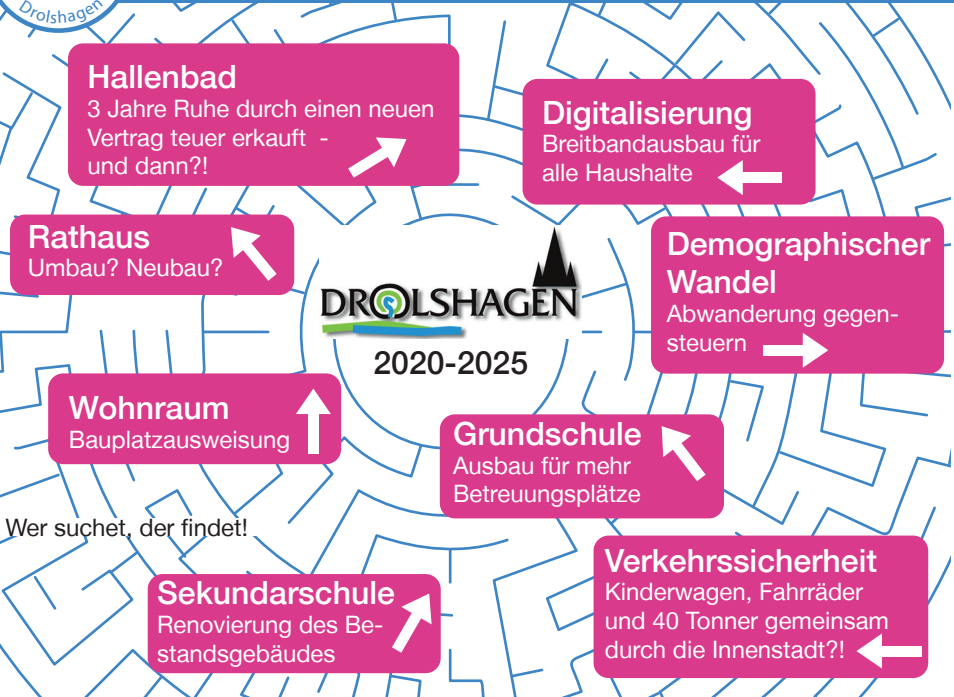 Drolshagen
Hallenbad
3 Jahre Ruhe durch einen neuen
Vertrag teuer erkauft -
und dann?!
Digitalisierung
Breitbandausbau für
alle Haushalte
Rathaus
Umbau? Neubau?
Demographischer
Wandel
Abwanderung gegen-
steuern
DROLSHAGEN
2020-2025
Wohnraum
Bauplatzausweisung
Grundschule
Ausbau für mehr
Betreuungsplätze
Wer suchet, der findet!
Verkehrssicherheit
Kinderwagen, Fahrräder
und 40 Tonner gemeinsam
durch die Innenstadt?!
Sekundarschule
Renovierung des Be-
standsgebäudes